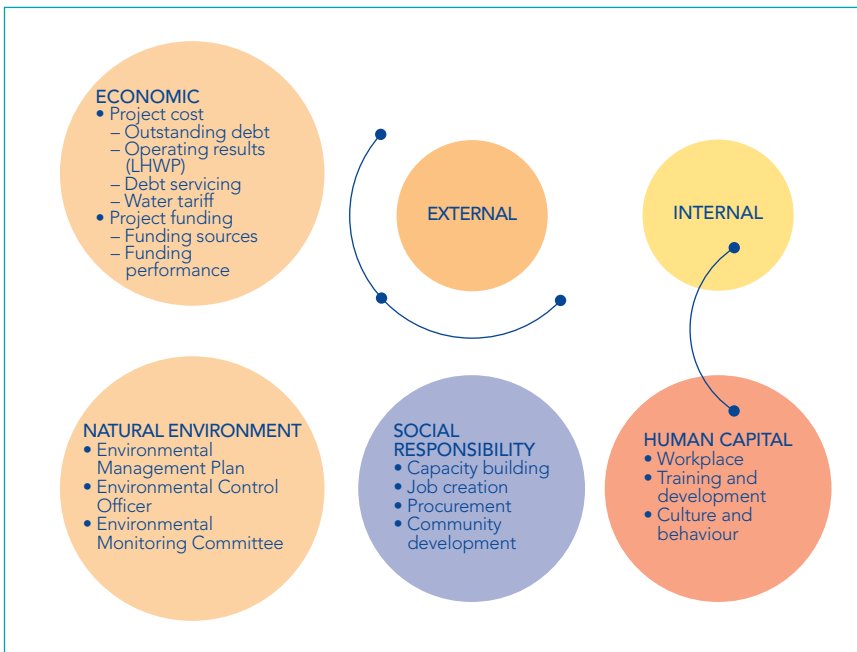 ECONOMIC
• Project cost
– Outstanding debt
– Operating results
(LHWP)
– Debt servicing
– Water tariff
• Project funding
– Funding sources
– Funding
performance
EXTERNAL
INTERNAL
NATURAL ENVIRONMENT
• Environmental
Management Plan
• Environmental Control
Officer
• Environmental
Monitoring Committee
SOCIAL
RESPONSIBILITY
• Capacity building
• Job creation
• Procurement
• Community
development
HUMAN CAPITAL
• Workplace
• Training and
development
• Culture and
behaviour